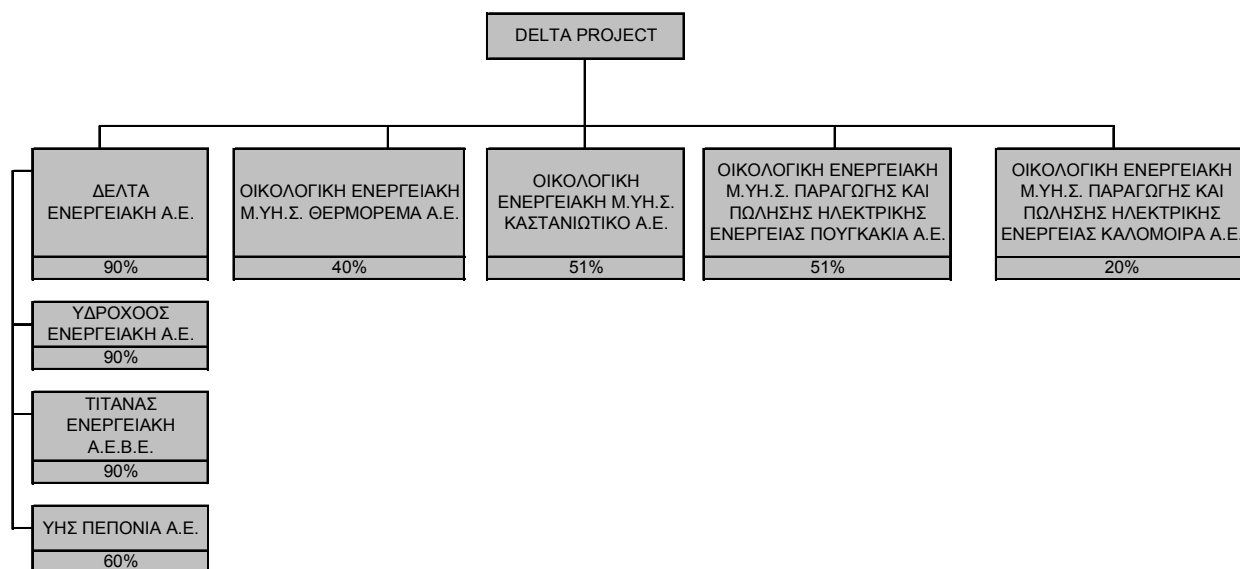 DELTA PROJECT
ΔΕΛΤΑ
ΕΝΕΡΓΕΙΑΚΗ Α.Ε.
90%
ΟΙΚΟΛΟΓΙΚΗ ΕΝΕΡΓΕΙΑΚΗ
Μ.ΥΗ.Σ. ΘΕΡΜΟΡΕΜΑ Α.Ε.
40%
ΟΙΚΟΛΟΓΙΚΗ
ΕΝΕΡΓΕΙΑΚΗ Μ.ΥΗ.Σ.
ΚΑΣΤΑΝΙΩΤΙΚΟ Α.Ε.
51%
ΟΙΚΟΛΟΓΙΚΗ ΕΝΕΡΓΕΙΑΚΗ
Μ.ΥΗ.Σ. ΠΑΡΑΓΩΓΗΣ ΚΑΙ
ΠΩΛΗΣΗΣ ΗΛΕΚΤΡΙΚΗΣ
ΕΝΕΡΓΕΙΑΣ ΠΟΥΓΚΑΚΙΑ Α.Ε.
51%
ΟΙΚΟΛΟΓΙΚΗ ΕΝΕΡΓΕΙΑΚΗ
Μ.ΥΗ.Σ. ΠΑΡΑΓΩΓΗΣ ΚΑΙ
ΠΩΛΗΣΗΣ ΗΛΕΚΤΡΙΚΗΣ
ΕΝΕΡΓΕΙΑΣ ΚΑΛΟΜΟΙΡΑ Α.Ε.
20%
ΥΔΡΟΧΟΟΣ
ΕΝΕΡΓΕΙΑΚΗ Α.Ε.
90%
ΤΙΤΑΝΑΣ
ΕΝΕΡΓΕΙΑΚΗ
Α.Ε.Β.Ε.
90%
ΥΗΣ ΠΕΠΟΝΙΑ Α.Ε.
60%